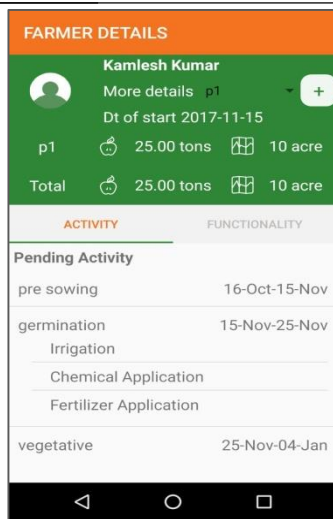 FARMER DETAILS
Kamlesh Kumar
More details p1 +
Dt of start 2017-11-15
p1 25.00 tons 10 acre
Total 25.00 tons 10 acre
ACTIVITY FUNCTIONALITY
Pending Activity
pre sowing 16-Oct-15-Nov
germination 15-Nov-25-Nov
Irrigation
Chemical Application
Fertilizer Application
vegetative 25-Nov-04-Jan